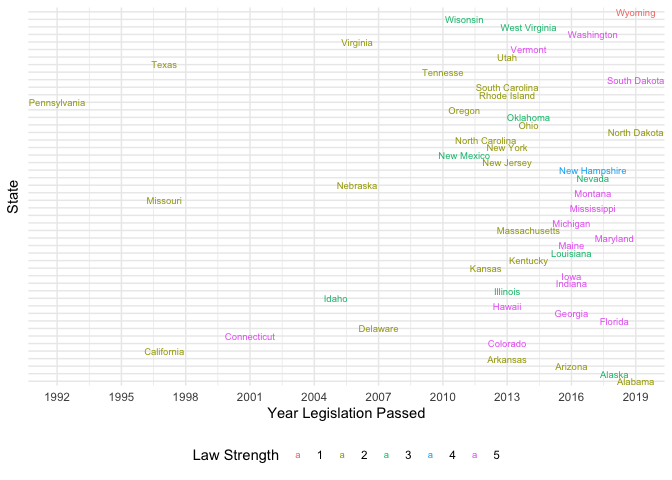 Wyoming
Wisonsin
West Virginia
Washington
Virginia
Vermont
Utah
Texas
Tennesse
South Dakota
South Carolina
Rhode Island
Pennsylvania
Oregon
Oklahoma
Ohio
North Dakota
North Carolina
New York
New Mexico
New Jersey
New Hampshire
Nevada
Nebraska
Montana
Missouri
Mississippi
Michigan
Massachusetts
Maryland
Maine
Louisiana
Kentucky
Kansas
Iowa
Indiana
Illinois
Idaho
Hawaii
Georgia
Florida
Delaware
Connecticut
Colorado
California
Arkansas
Arizona
Alaska
Alabama
State
1992 1995 1998 2001 2004 2007 2010 2013 2016 2019
Year Legislation Passed
Law Strength a 1 a 2 a 3 a 4 a 5